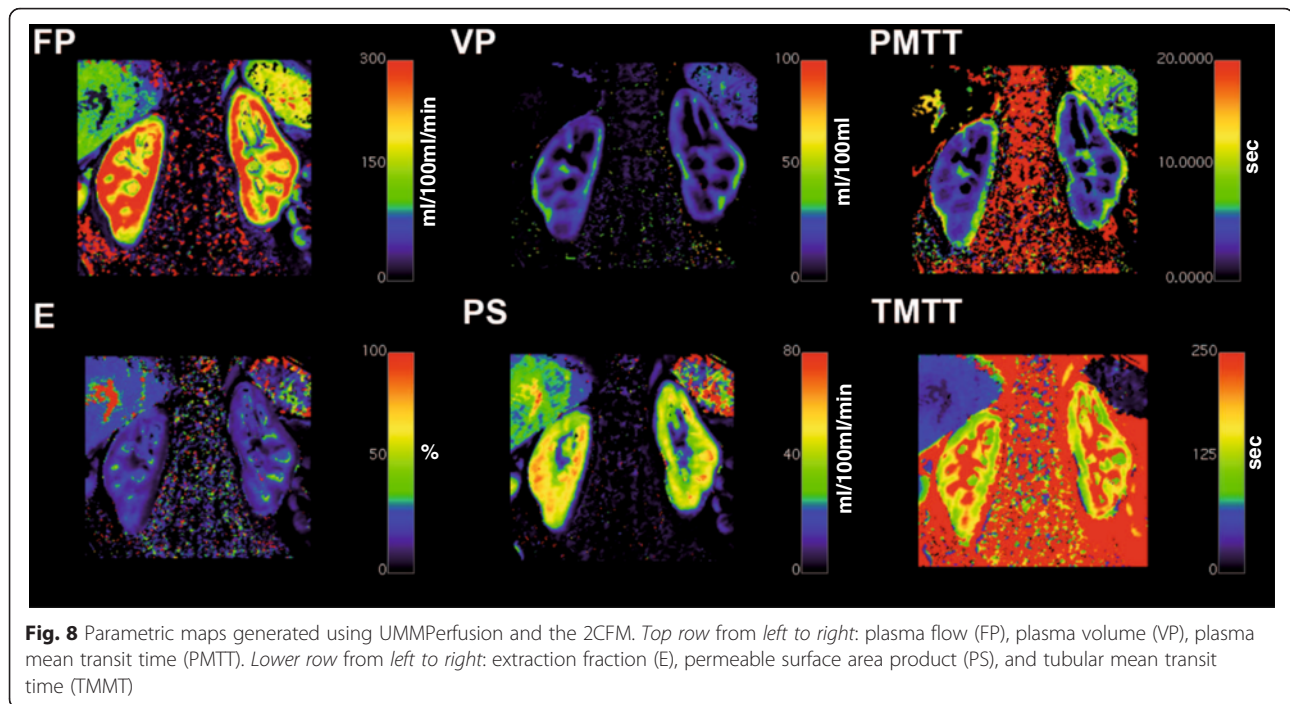 FP
300
150
0
ml/100ml/min
VP
100
50
0
ml/100ml
PMTT
20.0000
10.0000
0.0000
sec
E
100
50
0
%
PS
80
40
0
ml/100ml/min
TMTT
250
125
0
sec
Fig. 8 Parametric maps generated using UMMPerfusion and the 2CFM. Top row from left to right: plasma flow (FP), plasma volume (VP), plasma
mean transit time (PMTT). Lower row from left to right: extraction fraction (E), permeable surface area product (PS), and tubular mean transit
time (TMMT)